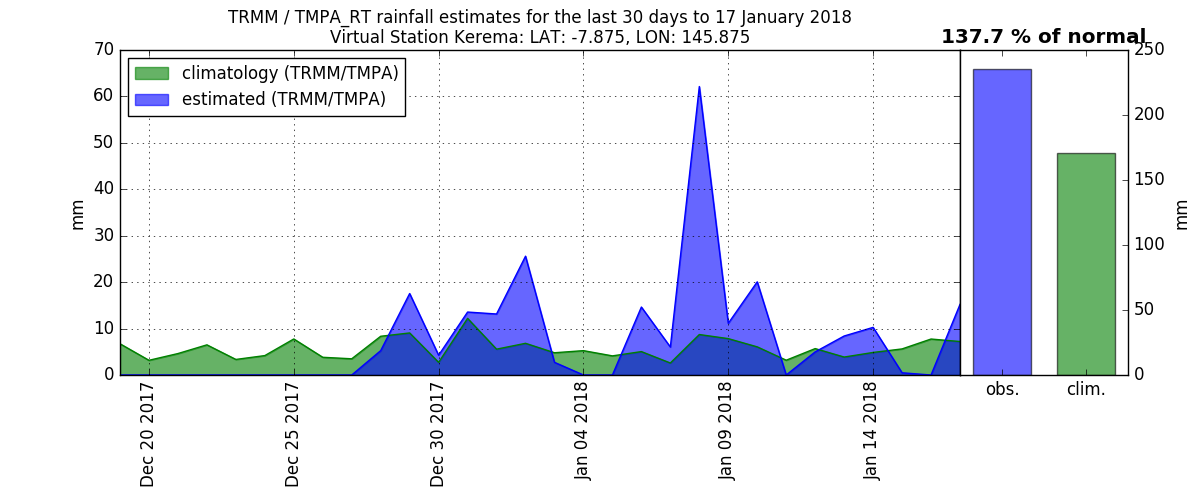 TRMM / TMPA_RT rainfall estimates for the last 30 days to 17 January 2018
Virtual Station Kerema: LAT: -7.875, LON: 145.875
137.7 % of normal
climatology (TRMM/TMPA)
estimated (TRMM/TMPA)
mm
70
60
50
40
30
20
10
0
Dec 20 2017
Dec 25 2017
Dec 30 2017
Jan 04 2018
Jan 09 2018
Jan 14 2018
obs.
clim.
250
200
150
100
50
0
mm